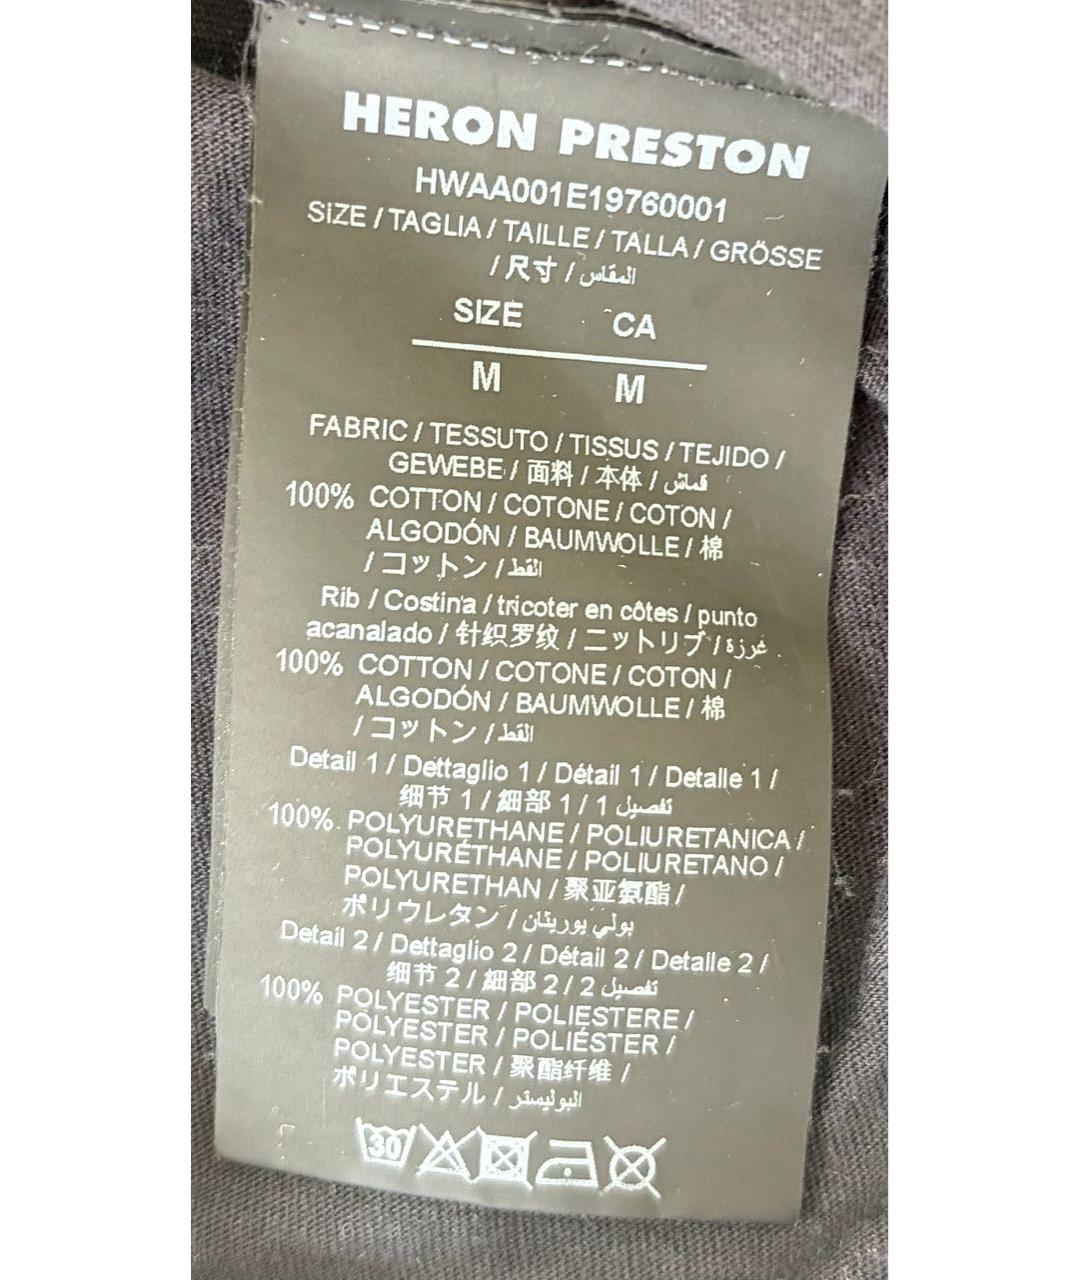 HERON PRESTON
HWAA001E19760001
SIZE / TAGLIA / TAILLE / TALLA / GRÖSSE
/ 尺寸 / المقاس
SIZE CA
M M
FABRIC / TESSUTO / TISSUS / TEJIDO /
GEWEBE / 面料 / 本体 / قماش
100% COTTON / COTONE / COTON /
ALGODÓN / BAUMWOLLE / 棉
/ コットン / القط
Rib / Costina / tricoter en côtes / punto
acanalado / 针织罗纹 / ニットリブ / غرزة
100% COTTON / COTONE / COTON /
ALGODÓN / BAUMWOLLE / 棉
/ コットン / القط
Detail 1 / Dettaglio 1 / Détail 1 / Detalle 1 /
细节 1 / 細部 1 / 1 تفصيل
100% POLYURETHANE / POLIURETANICA /
POLYURÉTHANE / POLIURETANO /
POLYURETHAN / 聚亚氨酯 /
ポリウレタン / بولي يوريثان
Detail 2 / Dettaglio 2 / Détail 2 / Detalle 2 /
细节 2 / 細部 2 / 2 تفصيل
100% POLYESTER / POLIESTERE /
POLYESTER / POLIÉSTER /
POLYESTER / 聚酯纤维 /
ポリエステル / البوليستر
30